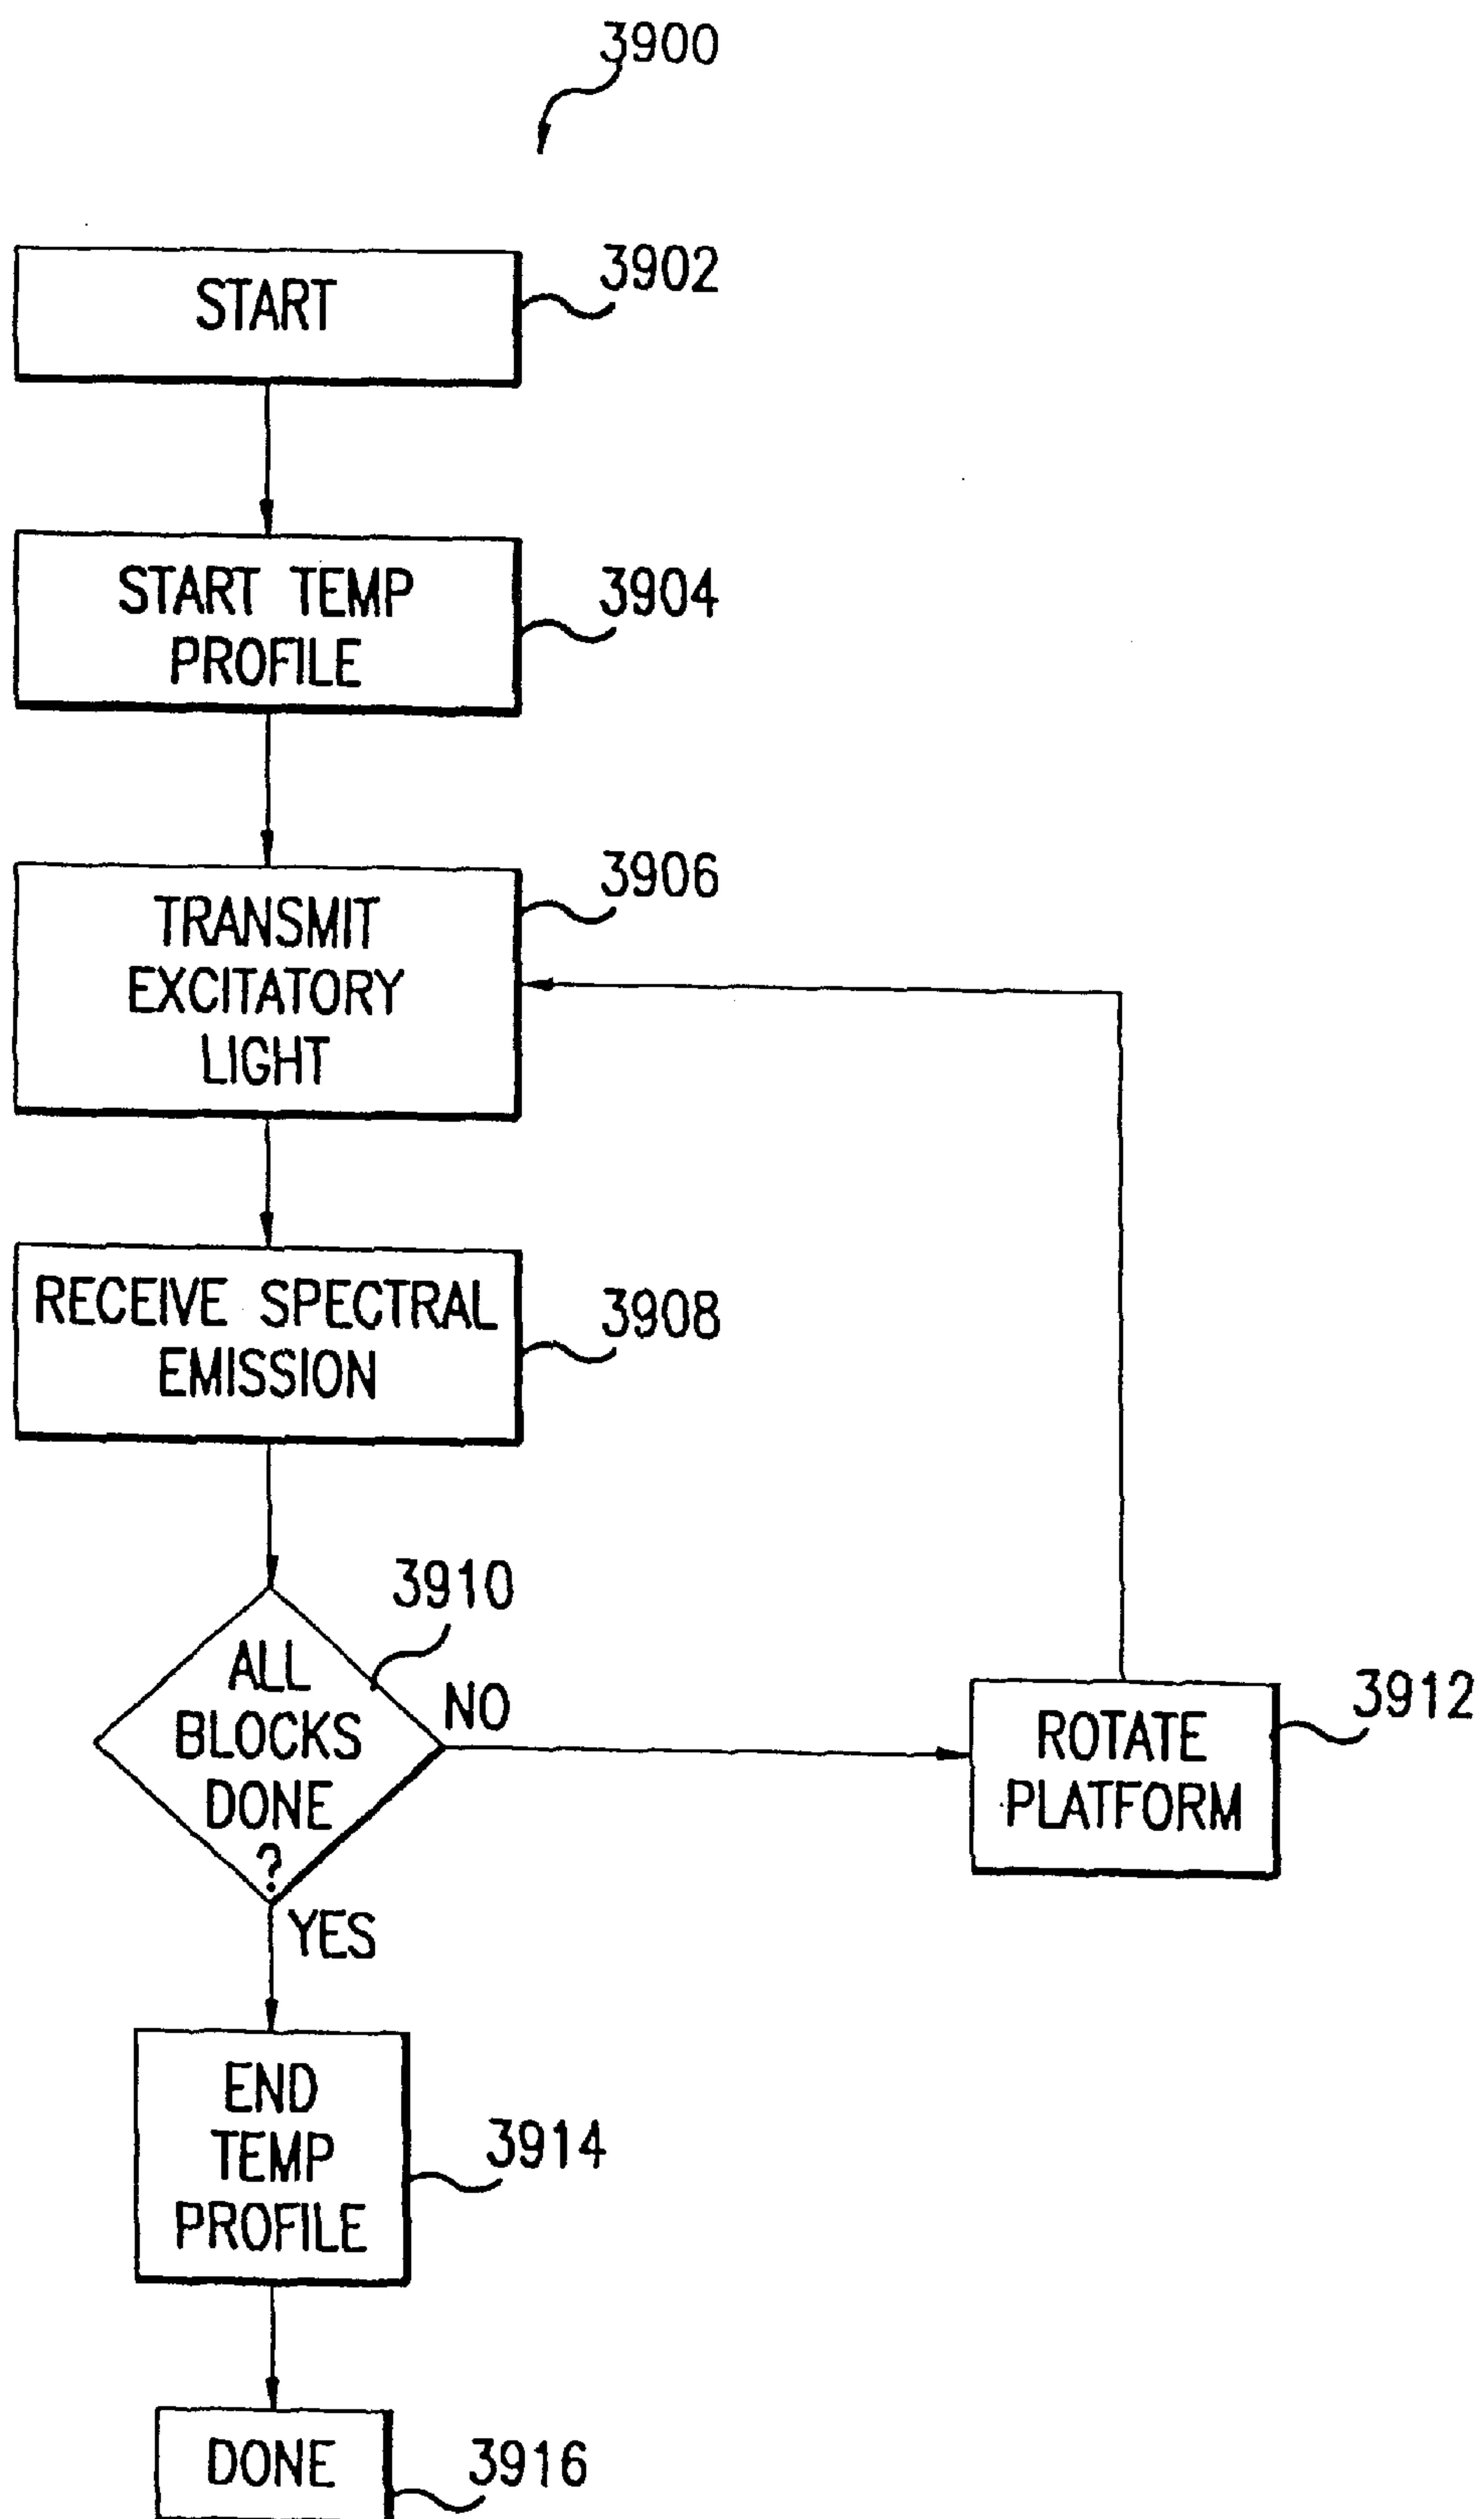 3900
START
3902
START TEMP
PROFILE
3904
TRANSMIT
EXCITATORY
LIGHT
3906
RECEIVE SPECTRAL
EMISSION
3908
ALL
BLOCKS
DONE
?
3910
NO
ROTATE
PLATFORM
3912
YES
END
TEMP
PROFILE
3914
DONE
3916